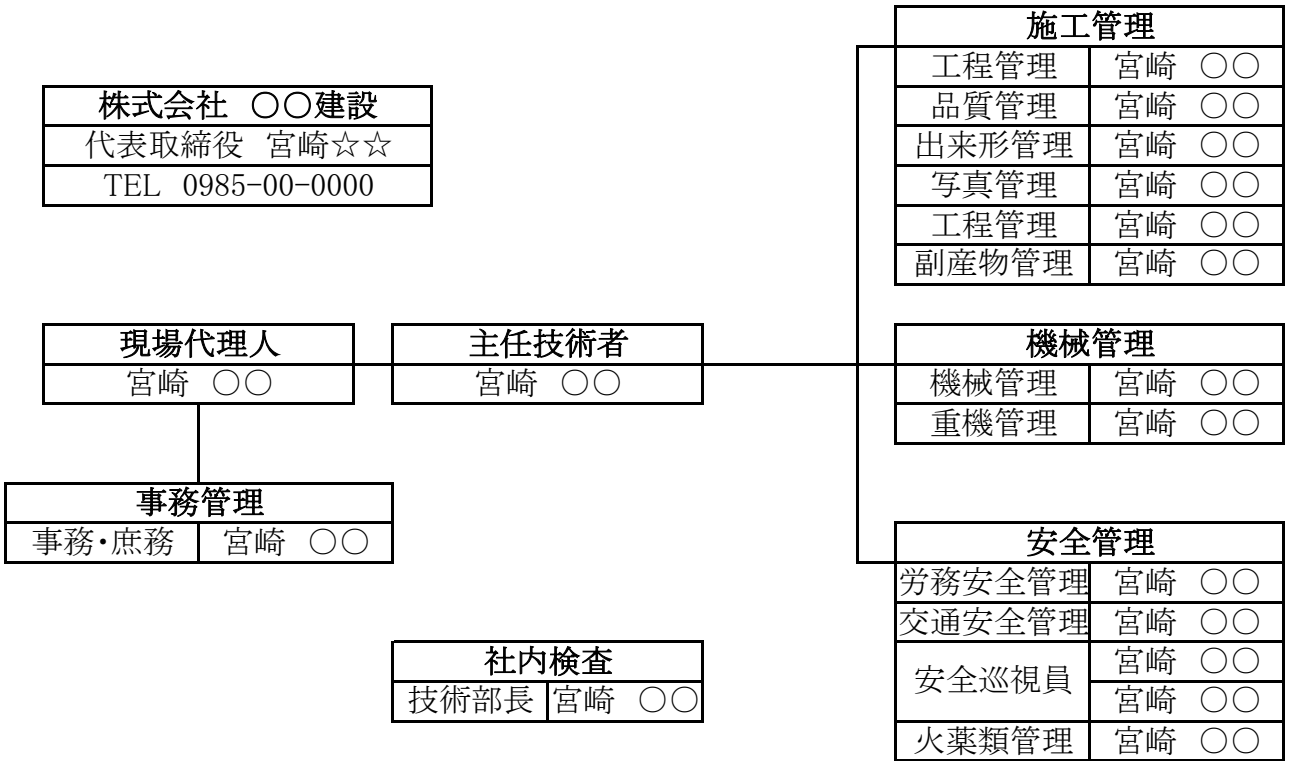 株式会社 ○○建設
代表取締役 宮崎☆☆
TEL 0985-00-0000
施工管理
工程管理 宮崎 ○○
品質管理 宮崎 ○○
出来形管理 宮崎 ○○
写真管理 宮崎 ○○
工程管理 宮崎 ○○
副産物管理 宮崎 ○○
現場代理人
宮崎 ○○
主任技術者
宮崎 ○○
機械管理
機械管理 宮崎 ○○
重機管理 宮崎 ○○
事務管理
事務・庶務 宮崎 ○○
安全管理
労務安全管理 宮崎 ○○
交通安全管理 宮崎 ○○
安全巡視員 宮崎 ○○
宮崎 ○○
火薬類管理 宮崎 ○○
社内検査
技術部長 宮崎 ○○